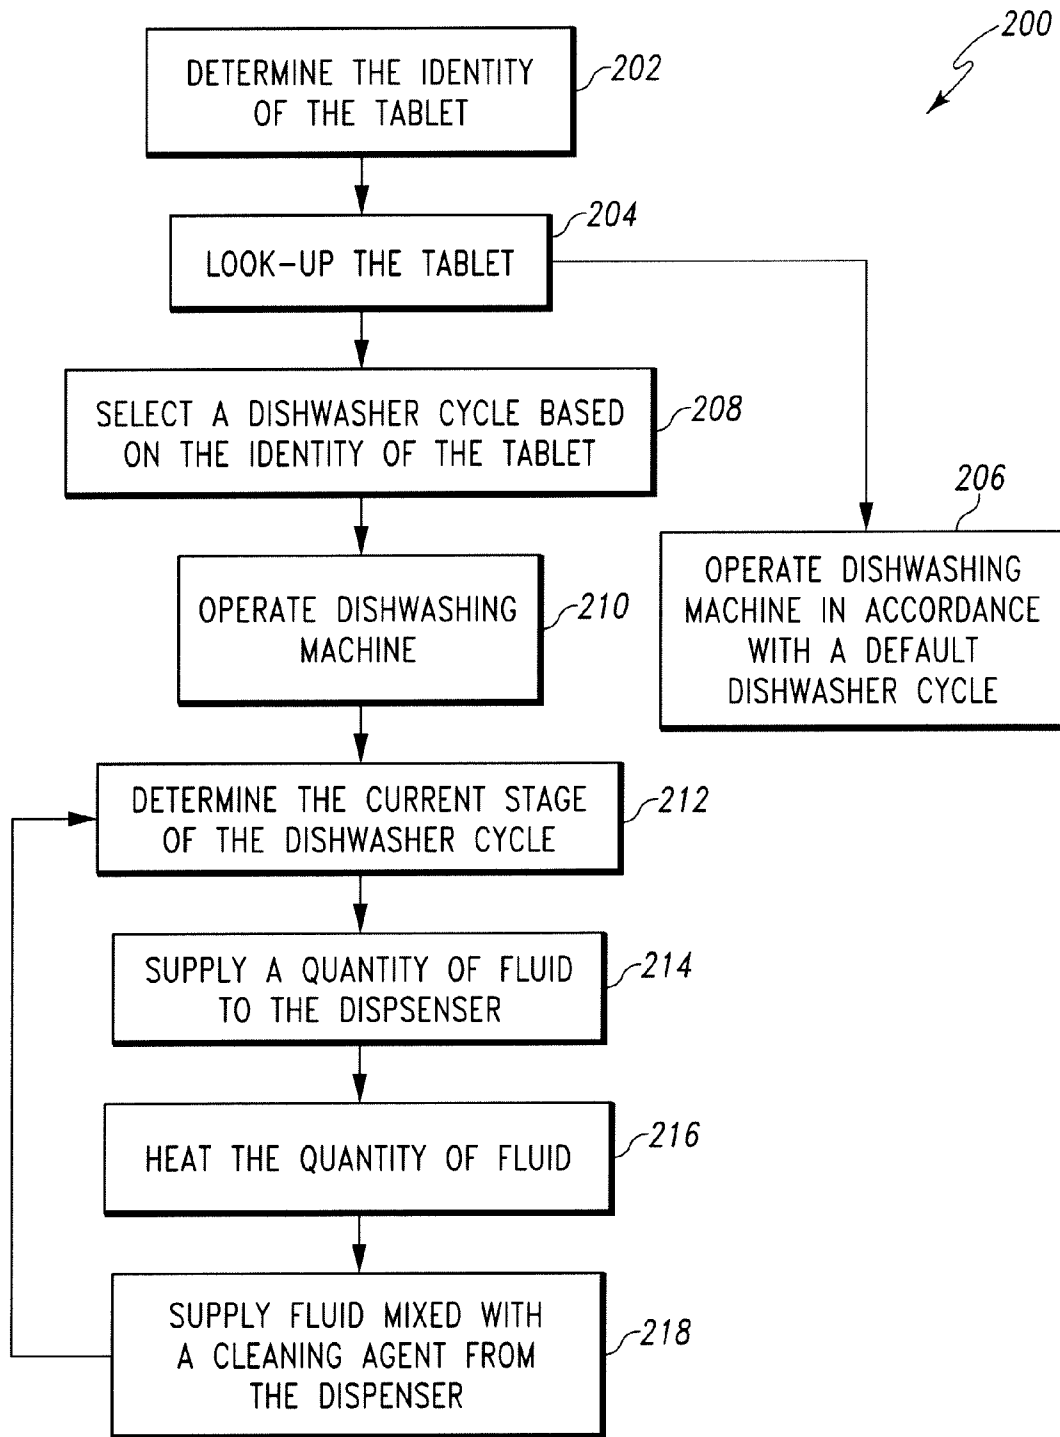 200
DETERMINE THE IDENTITY
OF THE TABLET
202
LOOK-UP THE TABLET
204
SELECT A DISHWASHER CYCLE BASED
ON THE IDENTITY OF THE TABLET
208
206
OPERATE DISHWASHING
MACHINE IN ACCORDANCE
WITH A DEFAULT
DISHWASHER CYCLE
OPERATE DISHWASHING
MACHINE
210
DETERMINE THE CURRENT STAGE
OF THE DISHWASHER CYCLE
212
SUPPLY A QUANTITY OF FLUID
TO THE DISPSENSER
214
HEAT THE QUANTITY OF FLUID
216
SUPPLY FLUID MIXED WITH
A CLEANING AGENT FROM
THE DISPENSER
218